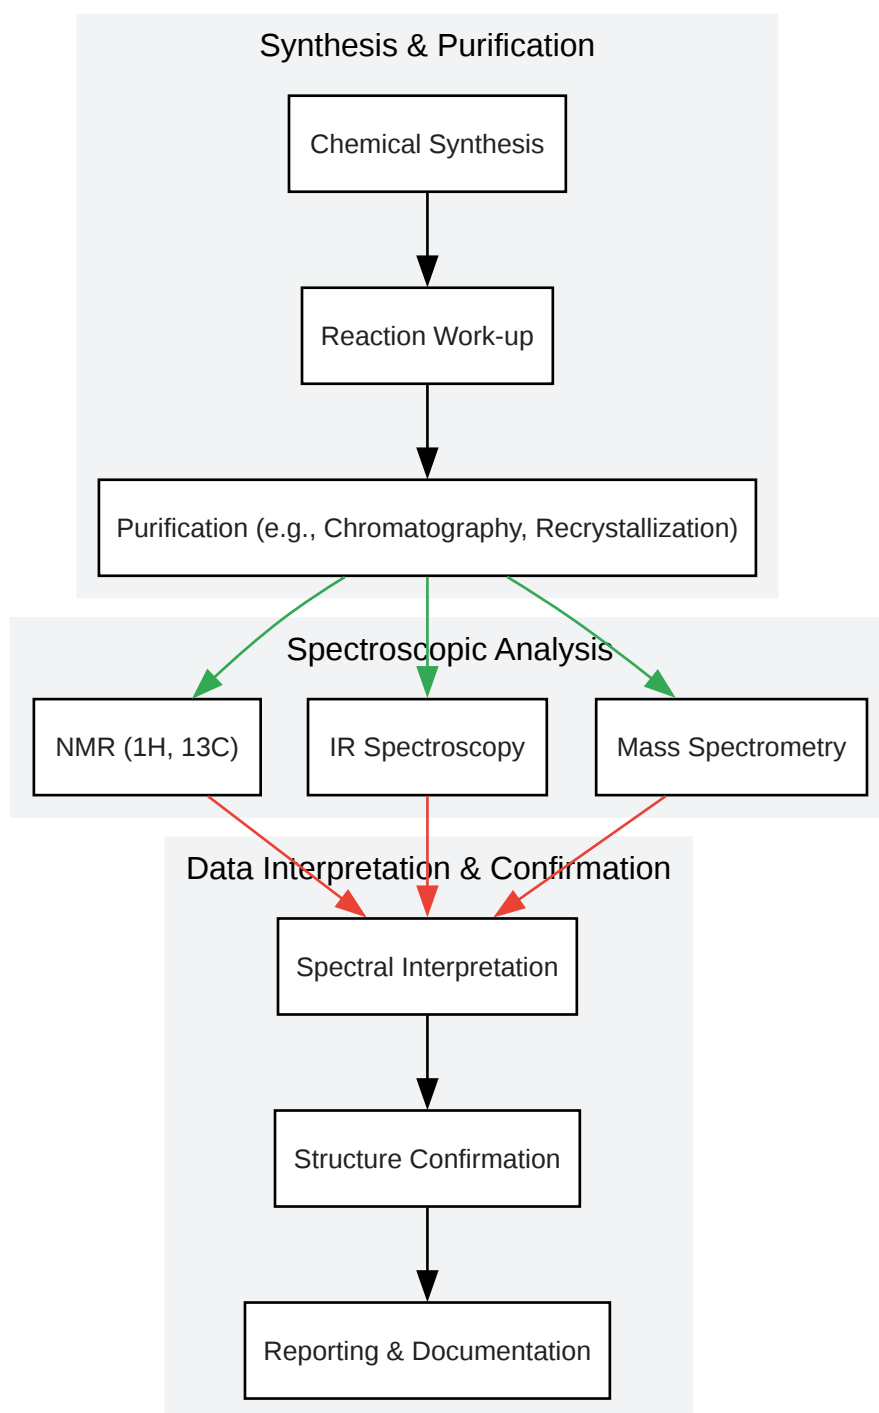 Synthesis & Purification
Chemical Synthesis
Reaction Work-up
Purification (e.g., Chromatography, Recrystallization)
Spectroscopic Analysis
NMR (1H, 13C)
IR Spectroscopy
Mass Spectrometry
Data Interpretation & Confirmation
Spectral Interpretation
Structure Confirmation
Reporting & Documentation